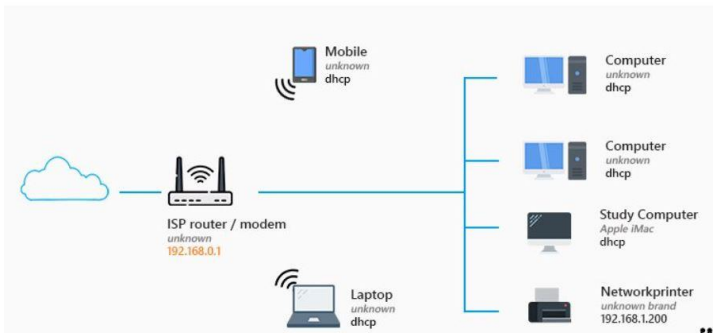 Mobile
unknown
dhcp
Computer
unknown
dhcp
Computer
unknown
dhcp
ISP router / modem
unknown
192.168.0.1
Study Computer
Apple iMac
dhcp
Laptop
unknown
dhcp
Networkprinter
unknown brand
192.168.1.200